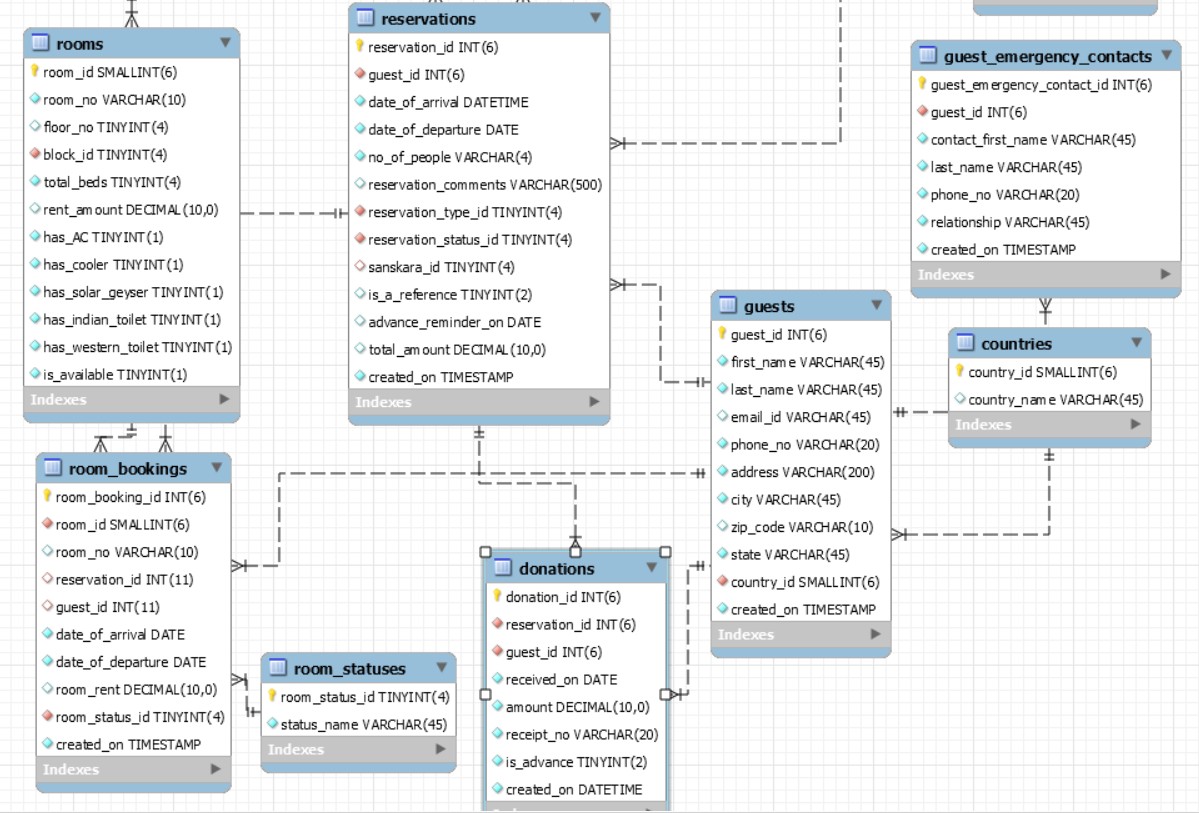 rooms
room_id SMALLINT(6)
room_no VARCHAR(10)
floor_no TINYINT(4)
block_id TINYINT(4)
total_beds TINYINT(4)
rent_amount DECIMAL(10,0)
has_AC TINYINT(1)
has_cooler TINYINT(1)
has_solar_geyser TINYINT(1)
has_indian_toilet TINYINT(1)
has_western_toilet TINYINT(1)
is_available TINYINT(1)
Indexes
reservations
reservation_id INT(6)
guest_id INT(6)
date_of_arrival DATETIME
date_of_departure DATE
no_of_people VARCHAR(4)
reservation_comments VARCHAR(500)
reservation_type_id TINYINT(4)
reservation_status_id TINYINT(4)
sanskara_id TINYINT(4)
is_a_reference TINYINT(2)
advance_reminder_on DATE
total_amount DECIMAL(10,0)
created_on TIMESTAMP
Indexes
guest_emergency_contacts
guest_emergency_contact_id INT(6)
guest_id INT(6)
contact_first_name VARCHAR(45)
last_name VARCHAR(45)
phone_no VARCHAR(20)
relationship VARCHAR(45)
created_on TIMESTAMP
Indexes
guests
guest_id INT(6)
first_name VARCHAR(45)
last_name VARCHAR(45)
email_id VARCHAR(45)
phone_no VARCHAR(20)
address VARCHAR(200)
city VARCHAR(45)
zip_code VARCHAR(10)
state VARCHAR(45)
country_id SMALLINT(6)
created_on TIMESTAMP
Indexes
countries
country_id SMALLINT(6)
country_name VARCHAR(45)
Indexes
room_bookings
room_booking_id INT(6)
room_id SMALLINT(6)
room_no VARCHAR(10)
reservation_id INT(11)
guest_id INT(11)
date_of_arrival DATE
date_of_departure DATE
room_rent DECIMAL(10,0)
room_status_id TINYINT(4)
created_on TIMESTAMP
Indexes
room_statuses
room_status_id TINYINT(4)
status_name VARCHAR(45)
Indexes
donations
donation_id INT(6)
reservation_id INT(6)
guest_id INT(6)
received_on DATE
amount DECIMAL(10,0)
receipt_no VARCHAR(20)
is_advance TINYINT(2)
created_on DATETIME